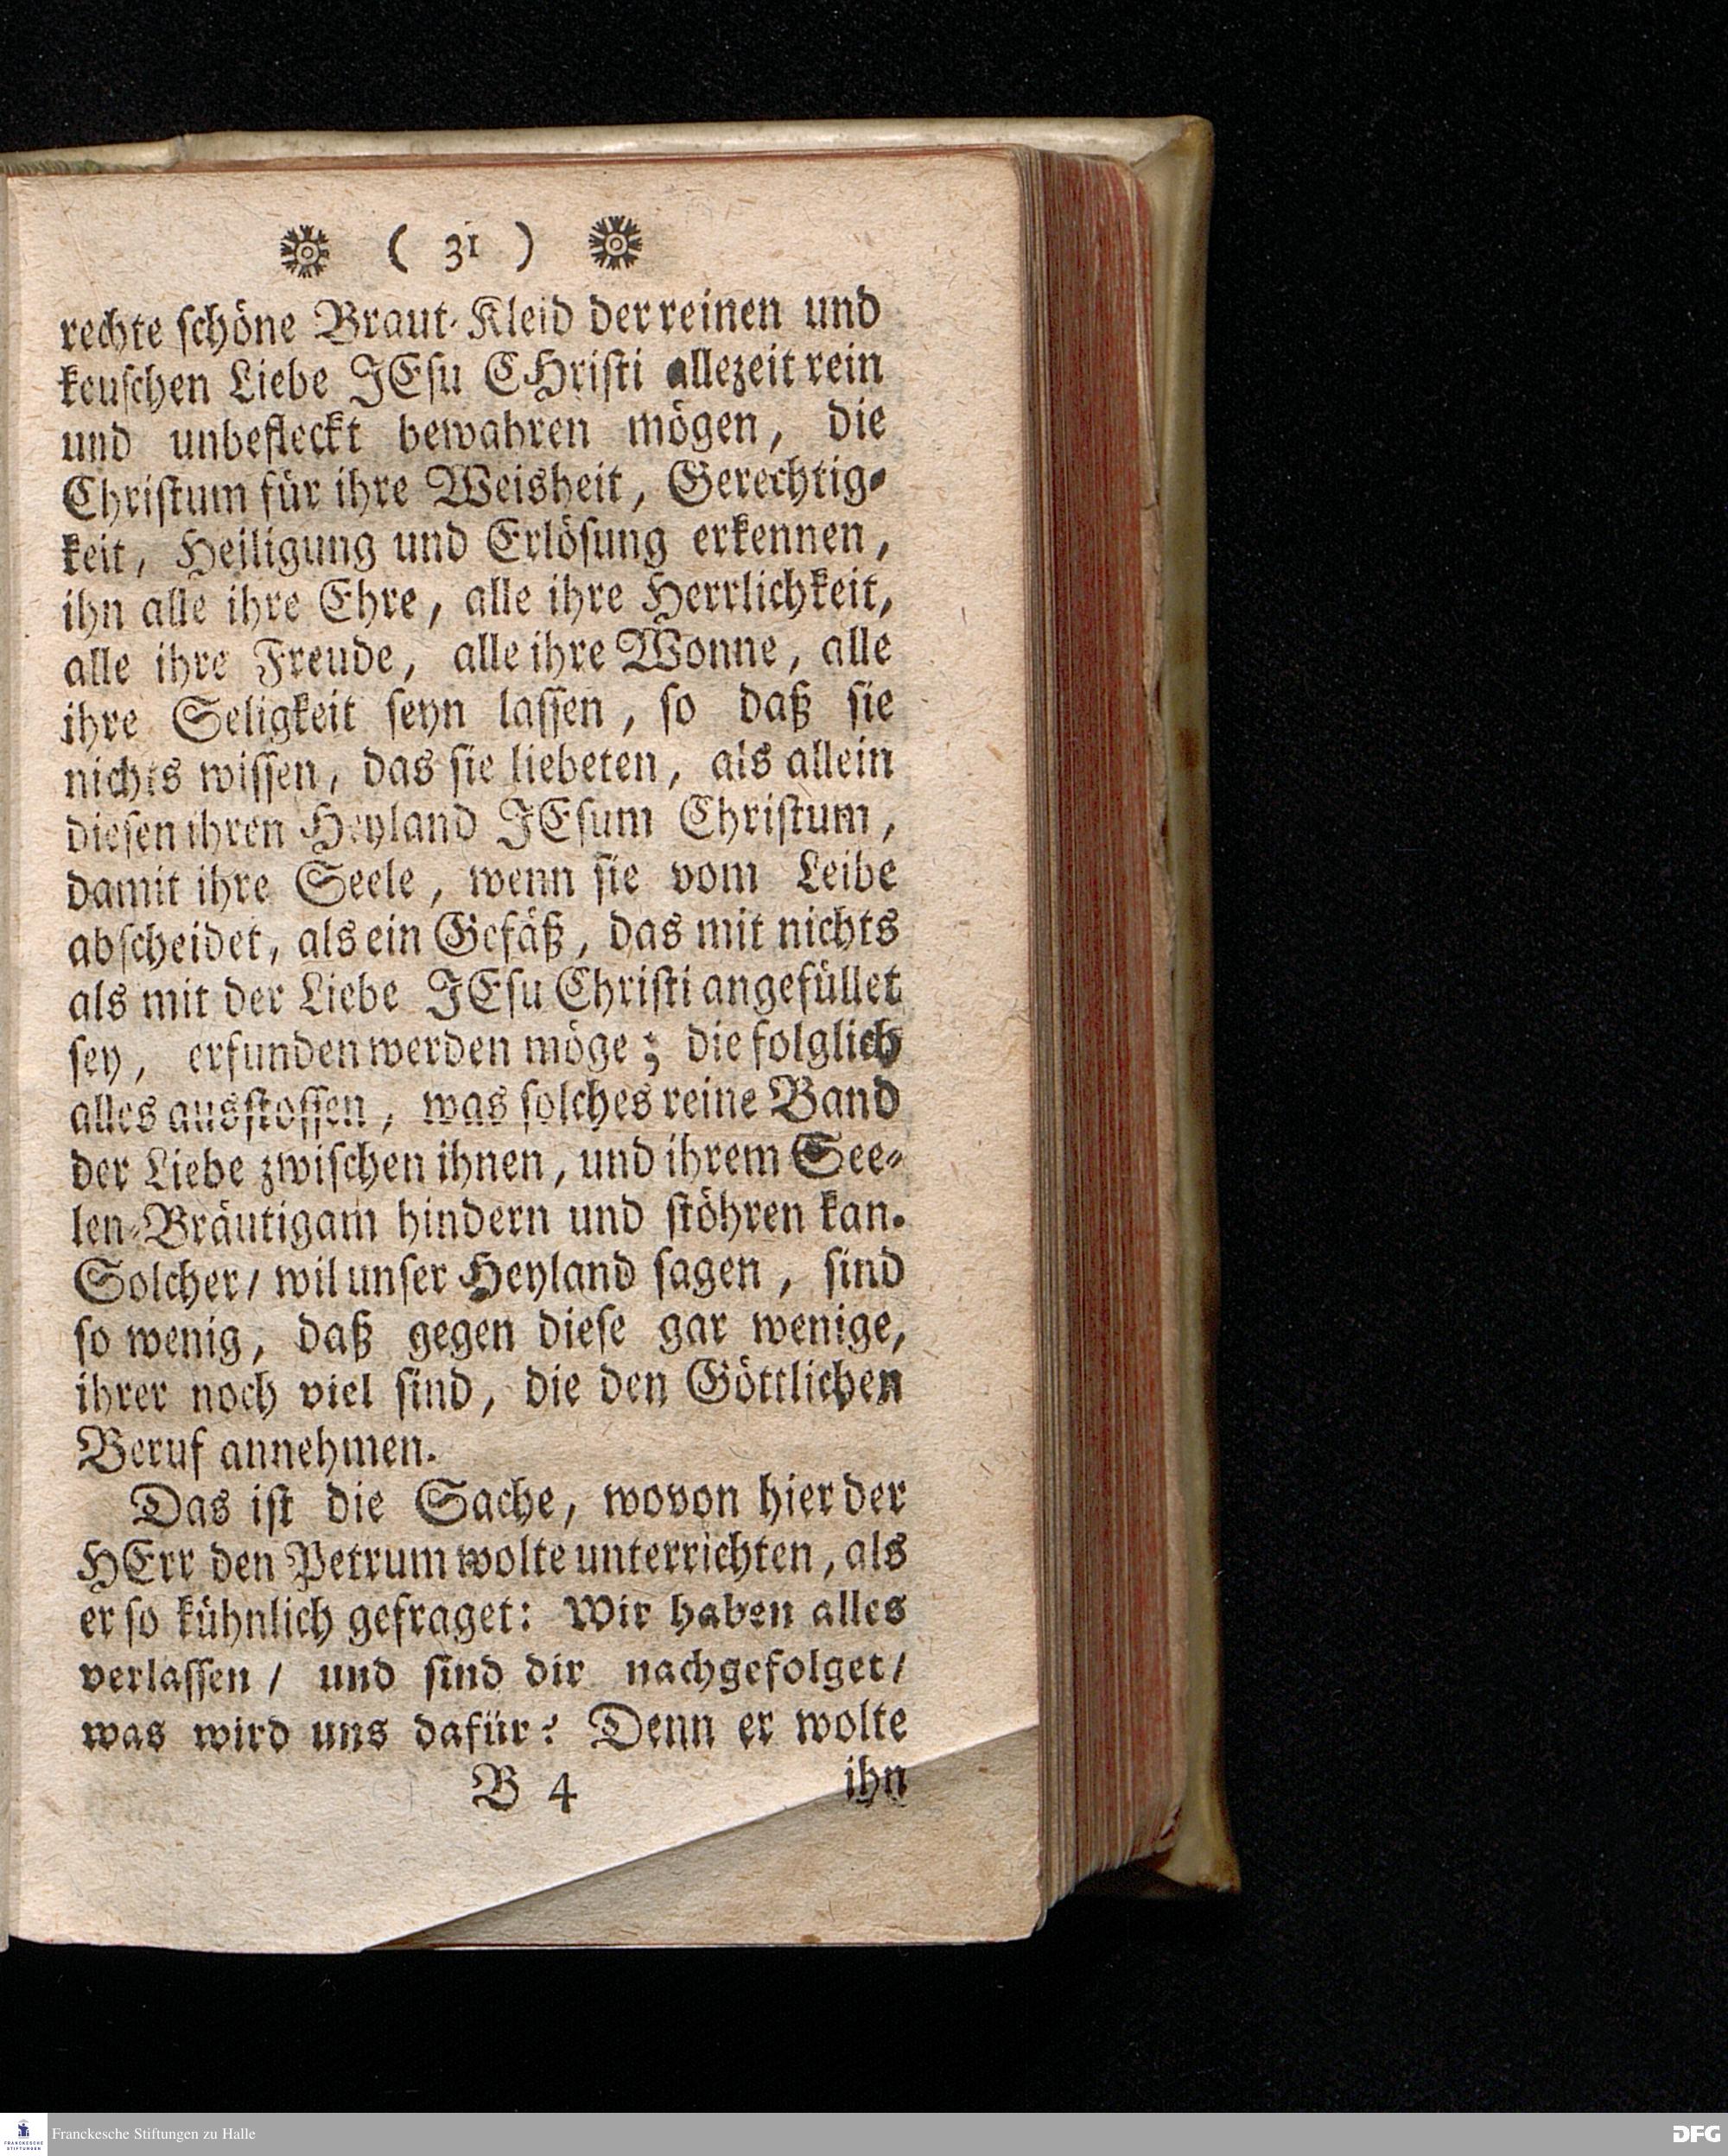 ( 31 )
rechte schöne Braut-Kleid der reinen und
keuschen Liebe JEsu CHristi allezeit rein
und unbefleckt bewahren mögen, die
Christum für ihre Weisheit, Gerechtig-
keit, Heiligung und Erlösung erkennen,
ihn alle ihre Ehre, alle ihre Herrlichkeit,
alle ihre Freude, alle ihre Wonne, alle
ihre Seligkeit seyn lassen, so daß sie
nichts wissen, das sie liebeten, als allein
diesen ihren Heyland JEsum Christum,
damit ihre Seele, wenn sie vom Leibe
abscheidet, als ein Gefäß, das mit nichts
als mit der Liebe JEsu Christi angefüllet
sey, erfunden werden möge; die folglich
alles ausstossen, was solches reine Band
der Liebe zwischen ihnen, und ihrem See-
len-Bräutigam hindern und stöhren kan.
Solcher/ wil unser Heyland sagen, sind
so wenig, daß gegen diese gar wenige,
ihrer noch viel sind, die den Göttlichen
Beruf annehmen.
Das ist die Sache, wovon hier der
HErr den Petrum wolte unterrichten, als
er so kühnlich gefraget: Wir haben alles
verlassen/ und sind dir nachgefolget/
was wird uns dafür? Denn er wolte
B 4 ihn
FRANCKESCHE STIFTUNGEN
Franckesche Stiftungen zu Halle
DFG